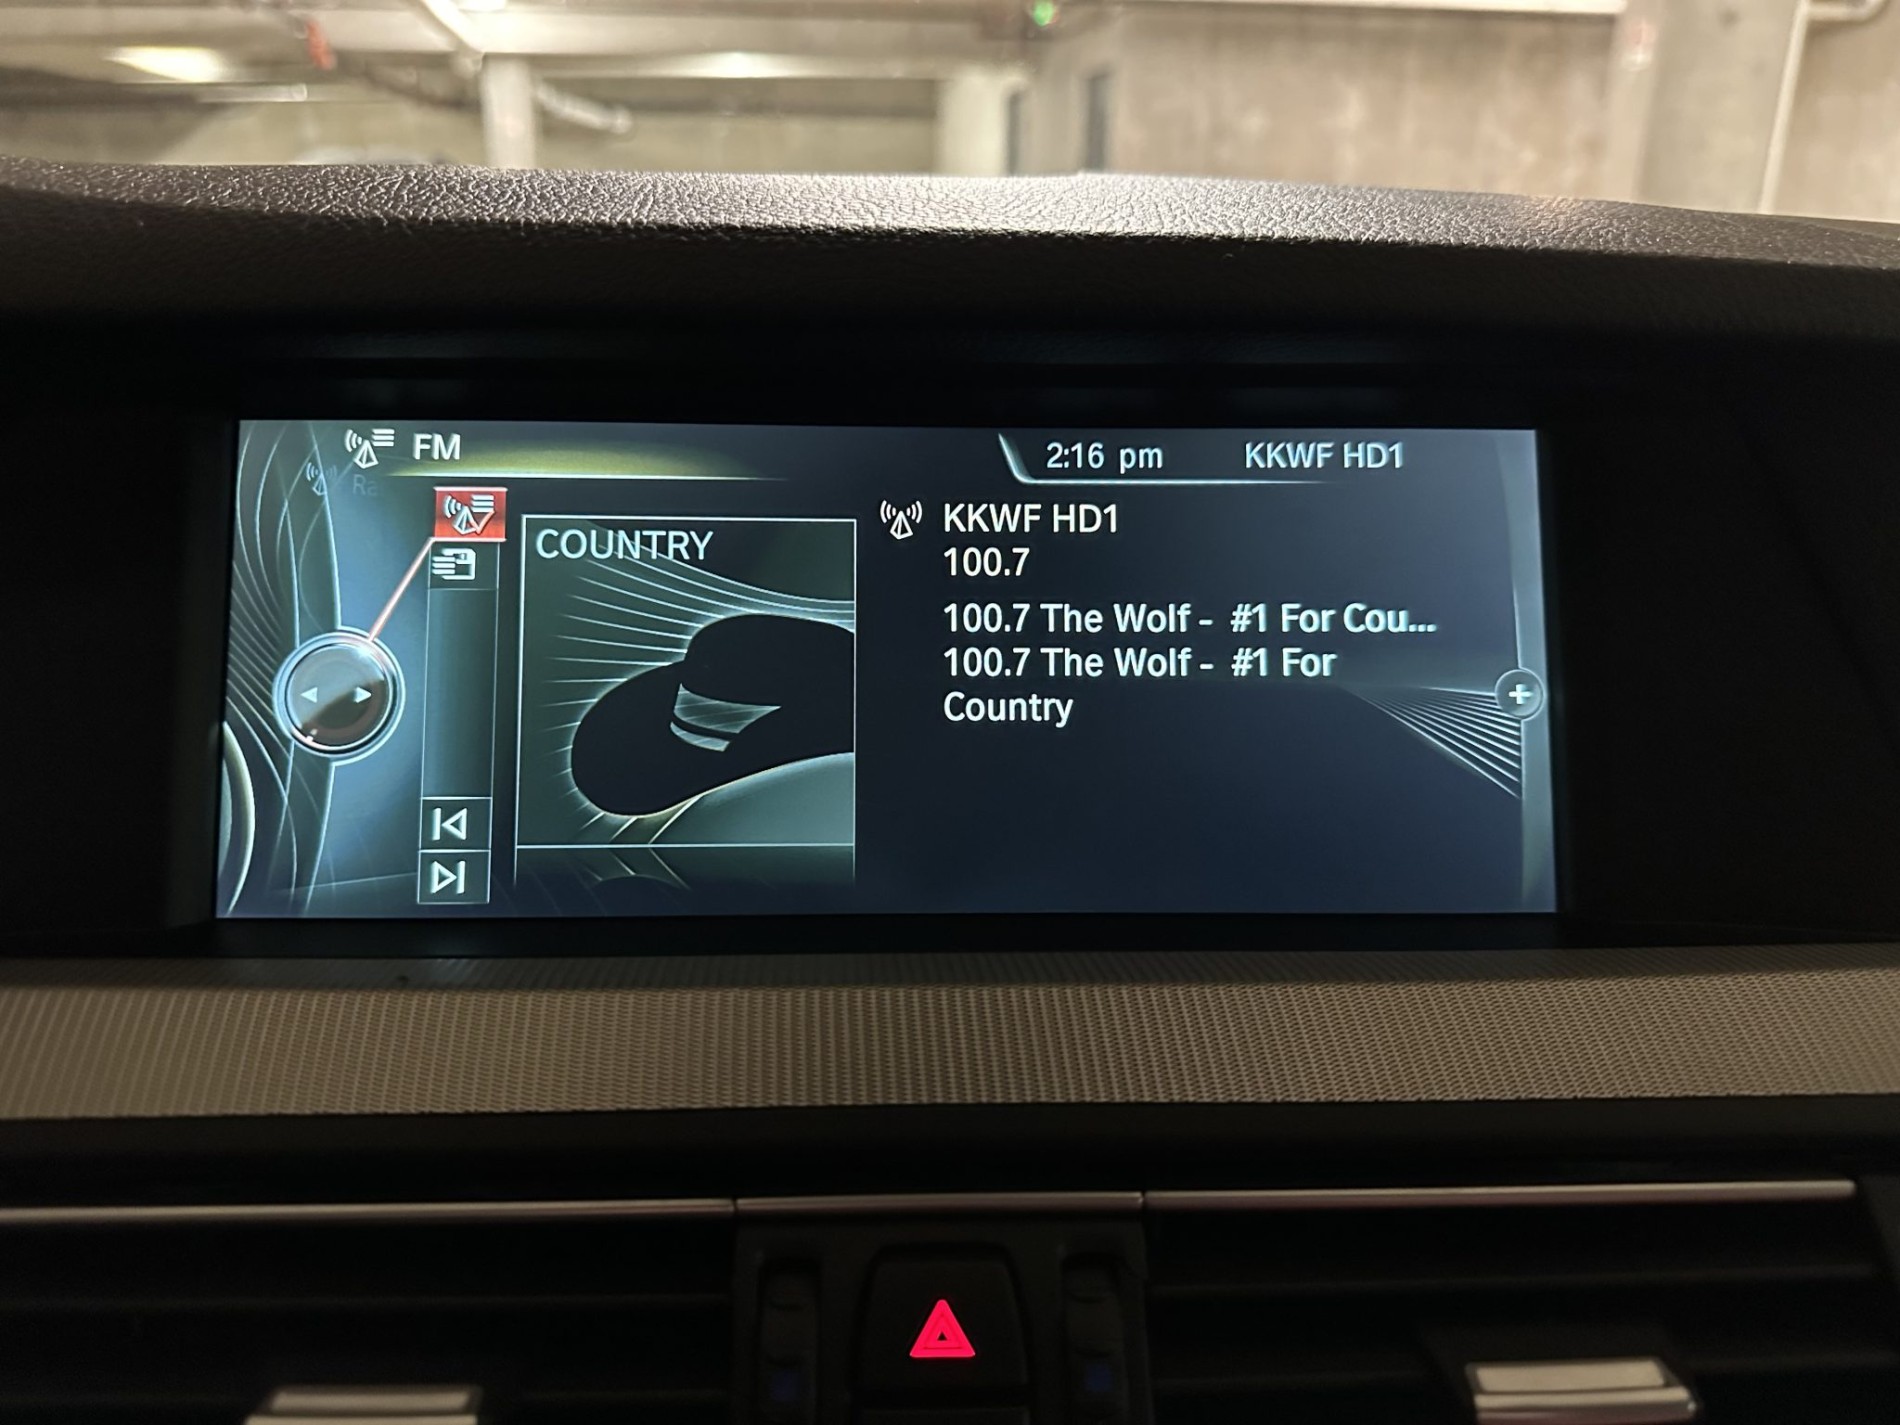 FM
2:16 pm
KKWF HD1
COUNTRY
KKWF HD1
100.7
100.7 The Wolf - #1 For Cou...
100.7 The Wolf - #1 For
Country